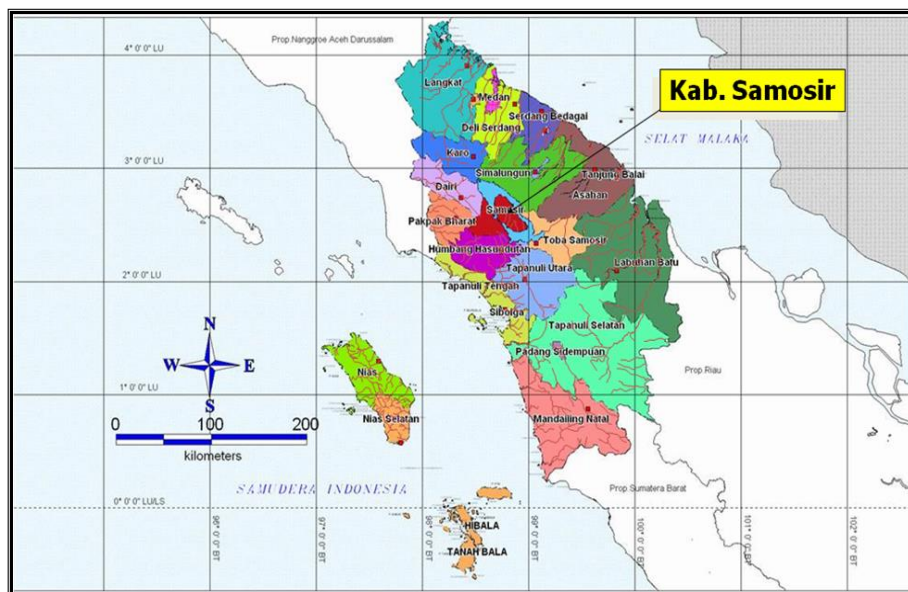 Prop.Nanggroe Aceh Darussalam
4° 0' 0" LU
Langkat
Medan
Kab. Samosir
Serdang Bedagai
Deli Serdang
SELAT MALAKA
Karo
3° 0' 0" LU
Simalungun
Tanjung Balai
Dairi
Asahan
Samosir
Pakpak Bharat
Toba Samosir
Humbang Hasundutan
Labuhan Batu
Tapanuli Utara
2° 0' 0" LU
Tapanuli Tengah
Sibolga
N
Tapanuli Selatan
W
E
Padang Sidempuan
Nias
Prop.Riau
S
1° 0' 0" LU
0 100 200
Nias Selatan
Mandailing Natal
kilometers
SAMUDERA INDONESIA
Prop.Sumatera Barat
0° 0' 0" LU/LS
96° 0' 0" BT
97° 0' 0" BT
98° 0' 0" BT
99° 0' 0" BT
100° 0' 0" BT
101° 0' 0" BT
102° 0' 0" BT
HIBALA
TANAH BALA